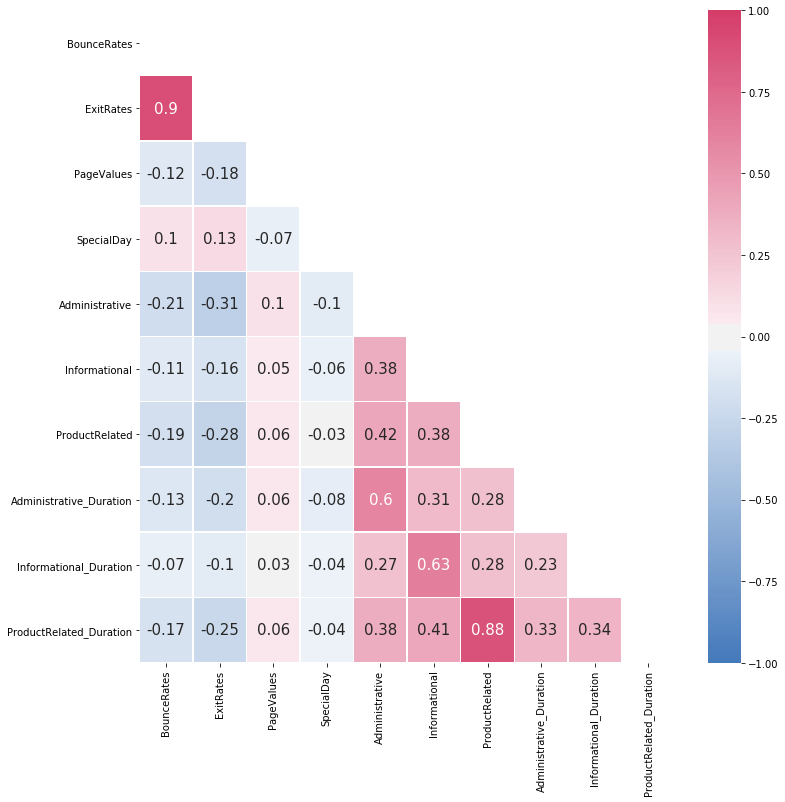 BounceRates
ExitRates 0.9
PageValues -0.12 -0.18
SpecialDay 0.1 0.13 -0.07
Administrative -0.21 -0.31 0.1 -0.1
Informational -0.11 -0.16 0.05 -0.06 0.38
ProductRelated -0.19 -0.28 0.06 -0.03 0.42 0.38
Administrative_Duration -0.13 -0.2 0.06 -0.08 0.6 0.31 0.28
Informational_Duration -0.07 -0.1 0.03 -0.04 0.27 0.63 0.28 0.23
ProductRelated_Duration -0.17 -0.25 0.06 -0.04 0.38 0.41 0.88 0.33 0.34
BounceRates
ExitRates
PageValues
SpecialDay
Administrative
Informational
ProductRelated
Administrative_Duration
Informational_Duration
ProductRelated_Duration
1.00
0.75
0.50
0.25
0.00
−0.25
−0.50
−0.75
−1.00